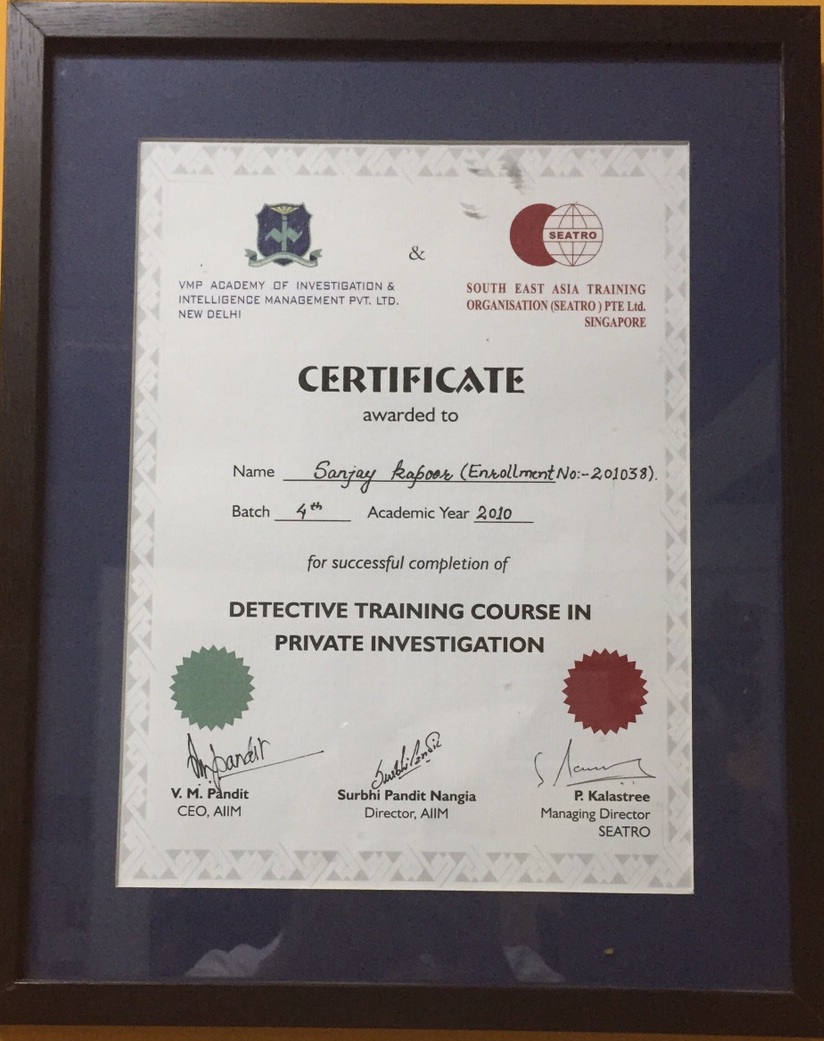 VMP ACADEMY OF INVESTIGATION &
INTELLIGENCE MANAGEMENT PVT. LTD.
NEW DELHI
&
SEATRO
SOUTH EAST ASIA TRAINING
ORGANISATION (SEATRO ) PTE Ltd.
SINGAPORE
CERTIFICATE
awarded to
Name Sanjay Kapoor (Enrollment No:-201038).
Batch 4th Academic Year 2010
for successful completion of
DETECTIVE TRAINING COURSE IN
PRIVATE INVESTIGATION
Surbhi Pandit
V. M. Pandit
CEO, AIIM
Surbhi Pandit Nangia
Director, AIIM
P. Kalastree
Managing Director
SEATRO